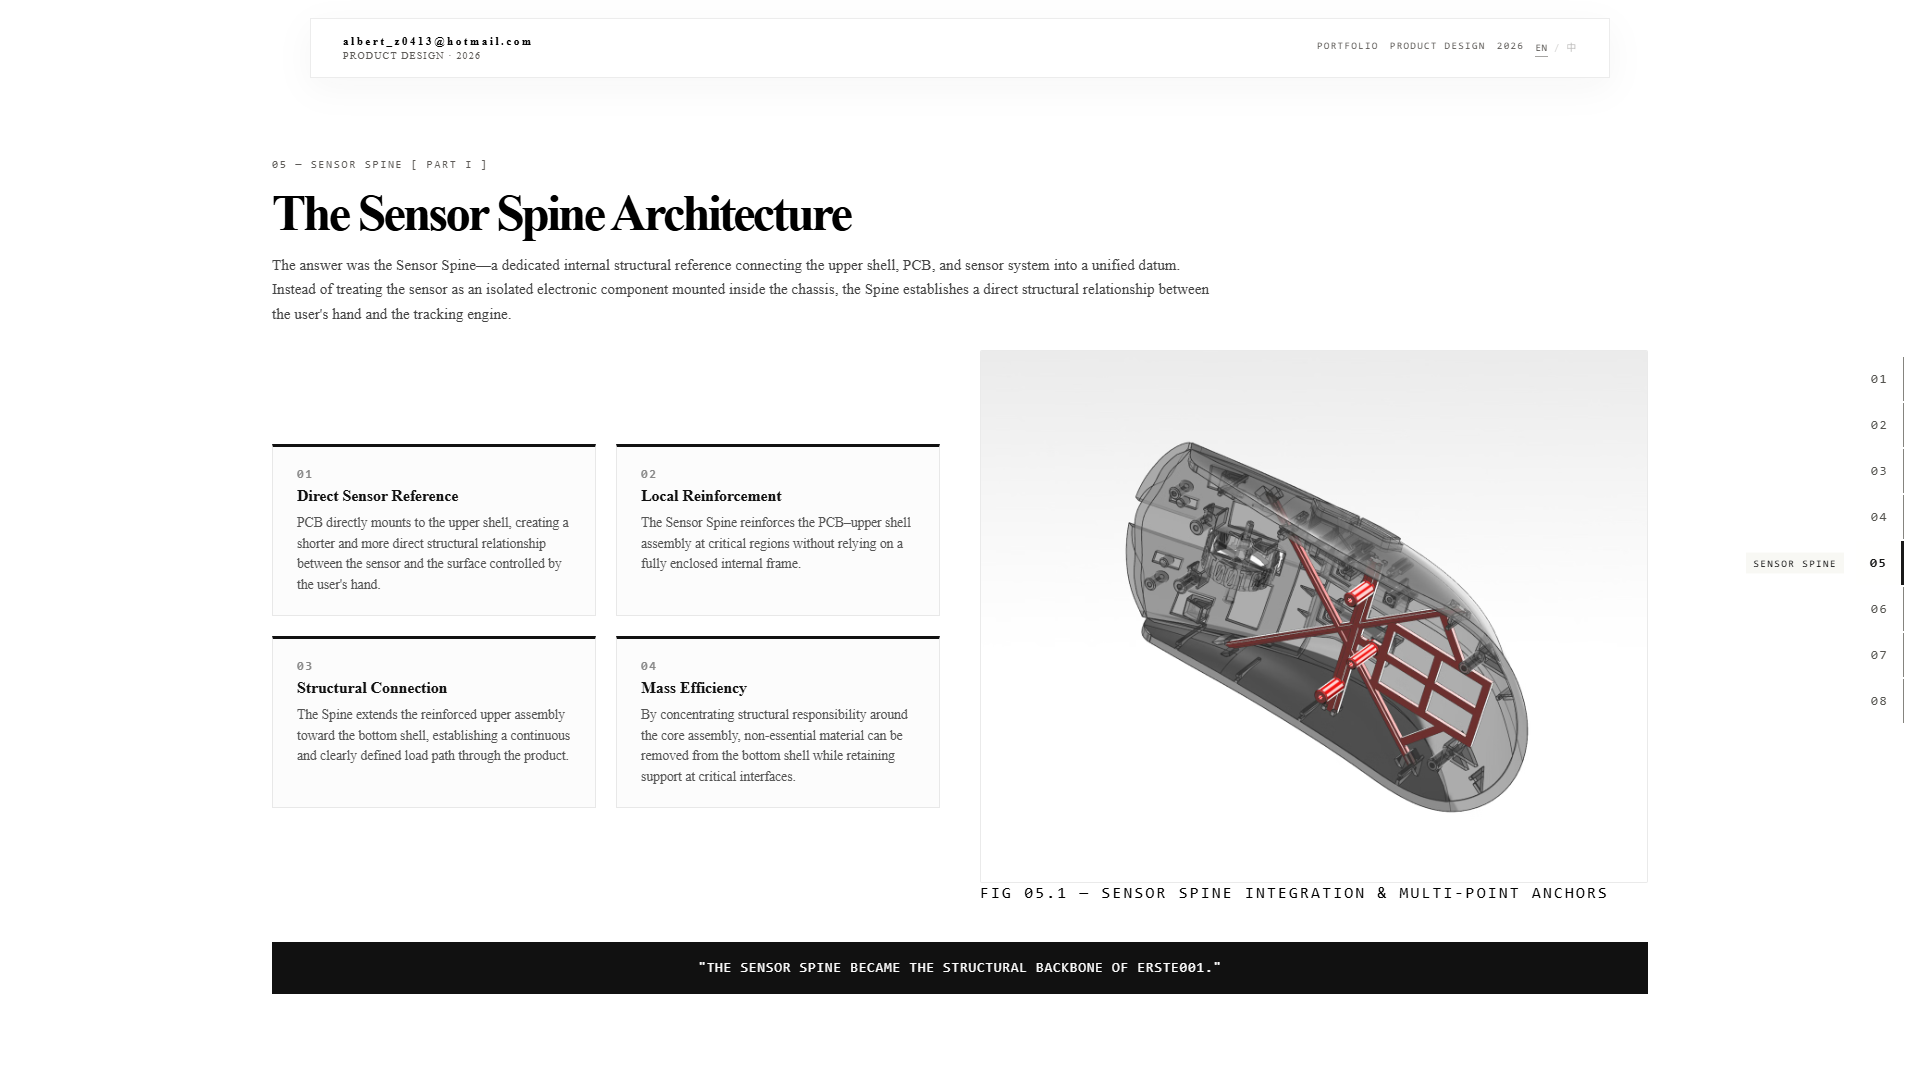 albert_z0413@hotmail.com
PRODUCT DESIGN · 2026
PORTFOLIO PRODUCT DESIGN 2026 EN / 中
05 — SENSOR SPINE [ PART I ]
The Sensor Spine Architecture
The answer was the Sensor Spine—a dedicated internal structural reference connecting the upper shell, PCB, and sensor system into a unified datum.
Instead of treating the sensor as an isolated electronic component mounted inside the chassis, the Spine establishes a direct structural relationship between
the user's hand and the tracking engine.
01
Direct Sensor Reference
PCB directly mounts to the upper shell, creating a
shorter and more direct structural relationship
between the sensor and the surface controlled by
the user's hand.
02
Local Reinforcement
The Sensor Spine reinforces the PCB–upper shell
assembly at critical regions without relying on a
fully enclosed internal frame.
03
Structural Connection
The Spine extends the reinforced upper assembly
toward the bottom shell, establishing a continuous
and clearly defined load path through the product.
04
Mass Efficiency
By concentrating structural responsibility around
the core assembly, non-essential material can be
removed from the bottom shell while retaining
support at critical interfaces.
FIG 05.1 — SENSOR SPINE INTEGRATION & MULTI-POINT ANCHORS
"THE SENSOR SPINE BECAME THE STRUCTURAL BACKBONE OF ERSTE001."
01
02
03
04
SENSOR SPINE 05
06
07
08